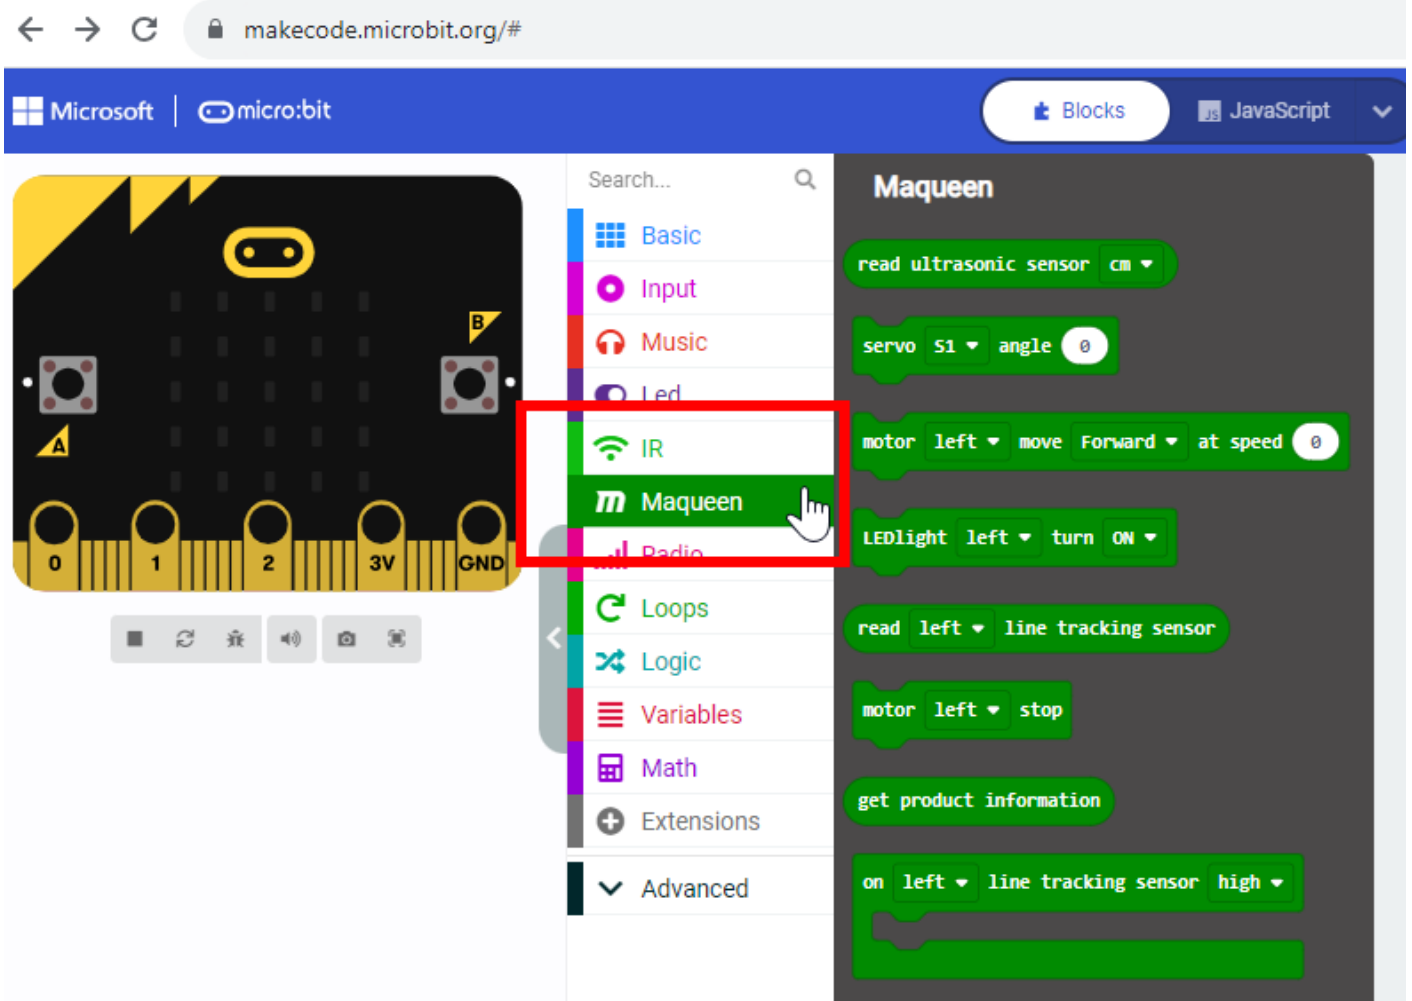 makecode.microbit.org/#
Microsoft micro:bit
Blocks
JS JavaScript
Search...
Basic
Input
Music
Led
IR
Maqueen
Radio
Loops
Logic
Variables
Math
Extensions
Advanced
A
B
0 1 2 3V GND
Maqueen
read ultrasonic sensor cm
servo S1 angle 0
motor left move Forward at speed 0
LEDlight left turn ON
read left line tracking sensor
motor left stop
get product information
on left line tracking sensor high